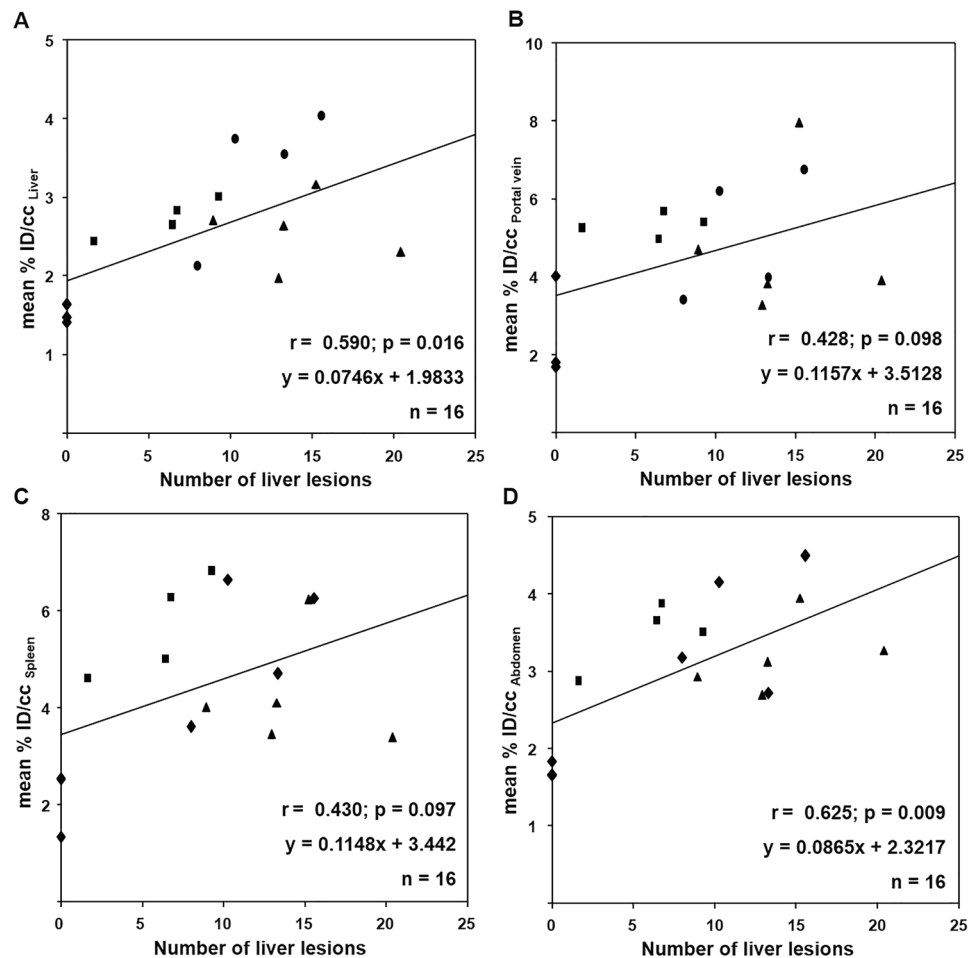 A
mean % ID/cc Liver
5
4
3
2
1
0 5 10 15 20 25
Number of liver lesions
r = 0.590; p = 0.016
y = 0.0746x + 1.9833
n = 16
B
mean % ID/cc Portal vein
10
8
6
4
2
0 5 10 15 20 25
Number of liver lesions
r = 0.428; p = 0.098
y = 0.1157x + 3.5128
n = 16
C
mean % ID/cc Spleen
8
6
4
2
0 5 10 15 20 25
Number of liver lesions
r = 0.430; p = 0.097
y = 0.1148x + 3.442
n = 16
D
mean % ID/cc Abdomen
5
4
3
2
1
0 5 10 15 20 25
Number of liver lesions
r = 0.625; p = 0.009
y = 0.0865x + 2.3217
n = 16